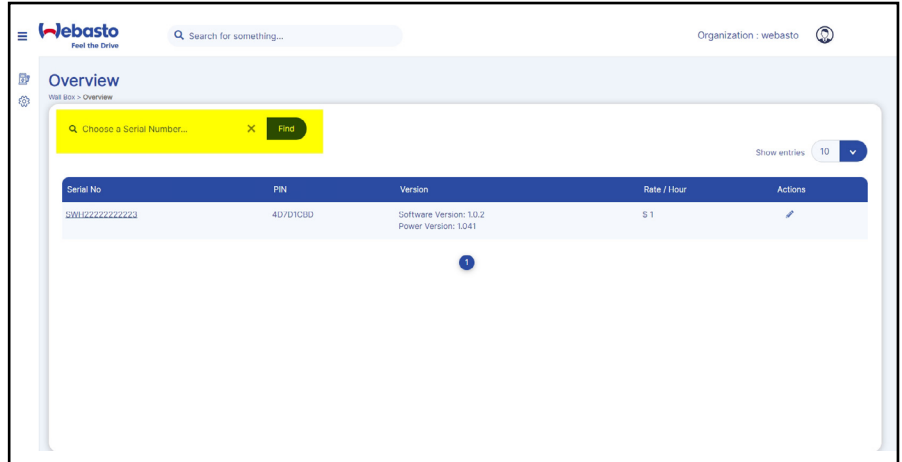 Webasto
Feel the Drive
Search for something...
Organization : webasto
Overview
Wall Box > Overview
Choose a Serial Number...
Find
Show entries 10
Serial No PIN Version Rate / Hour Actions
SWH22222222223 4D7D1CBD Software Version: 1.0.2 $ 1
Power Version: 1.041
1